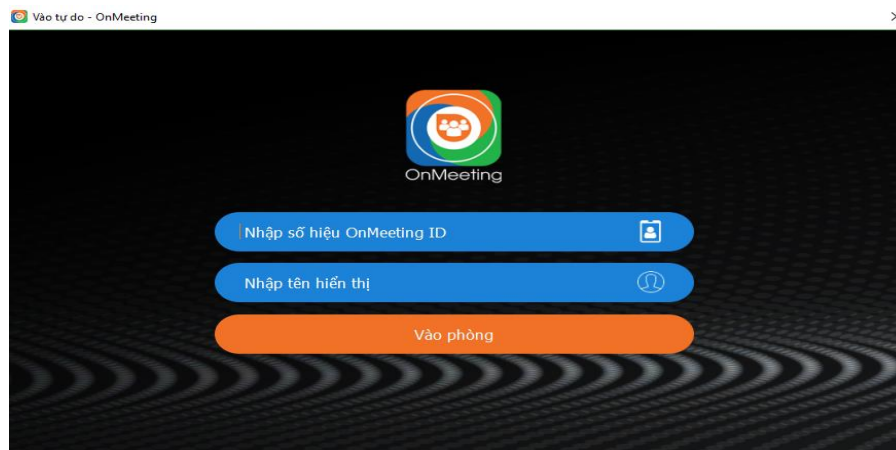 Vào tự do - OnMeeting
OnMeeting
Nhập số hiệu OnMeeting ID
Nhập tên hiển thị
Vào phòng